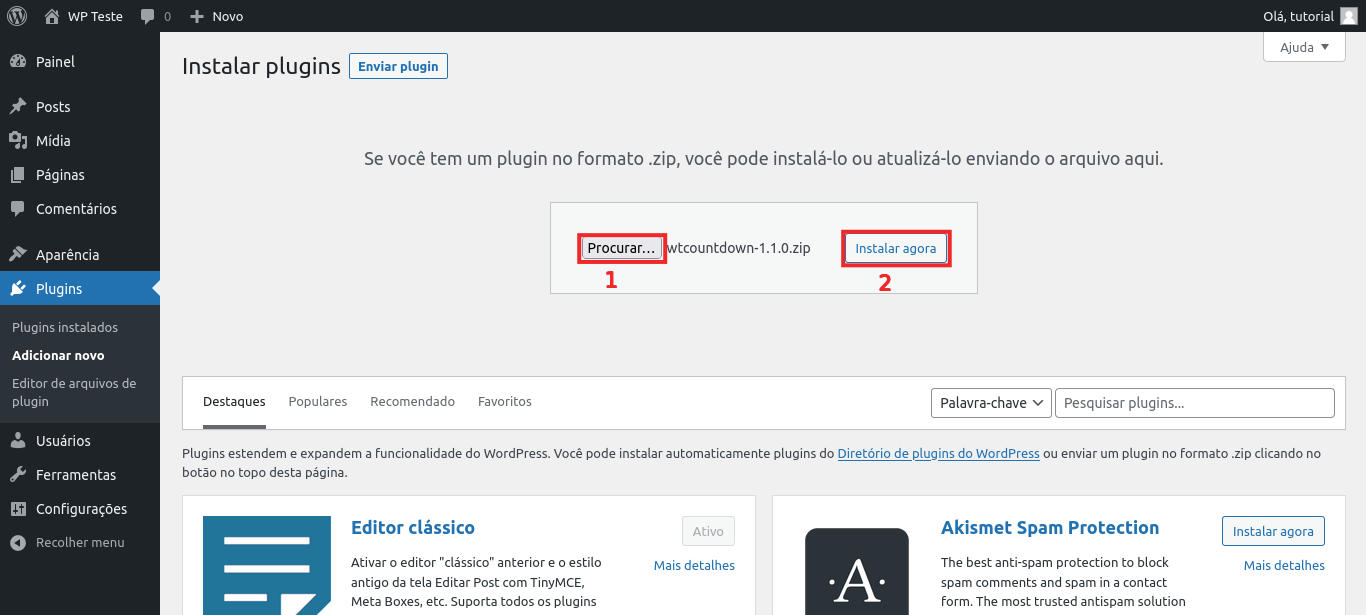 WP Teste 0 Novo Olá, tutorial
Ajuda
Painel
Posts
Mídia
Páginas
Comentários
Aparência
Plugins
Plugins instalados
Adicionar novo
Editor de arquivos de
plugin
Usuários
Ferramentas
Configurações
Recolher menu
Instalar plugins Enviar plugin
Se você tem um plugin no formato .zip, você pode instalá-lo ou atualizá-lo enviando o arquivo aqui.
Procurar... wtcountdown-1.1.0.zip Instalar agora
1 2
Destaques Populares Recomendado Favoritos Palavra-chave Pesquisar plugins...
Plugins estendem e expandem a funcionalidade do WordPress. Você pode instalar automaticamente plugins do Diretório de plugins do WordPress ou enviar um plugin no formato .zip clicando no
botão no topo desta página.
Editor clássico
Ativo
Mais detalhes
Ativar o editor "clássico" anterior e o estilo
antigo da tela Editar Post com TinyMCE,
Meta Boxes, etc. Suporta todos os plugins
·A·
Akismet Spam Protection
Instalar agora
Mais detalhes
The best anti-spam protection to block
spam comments and spam in a contact
form. The most trusted antispam solution